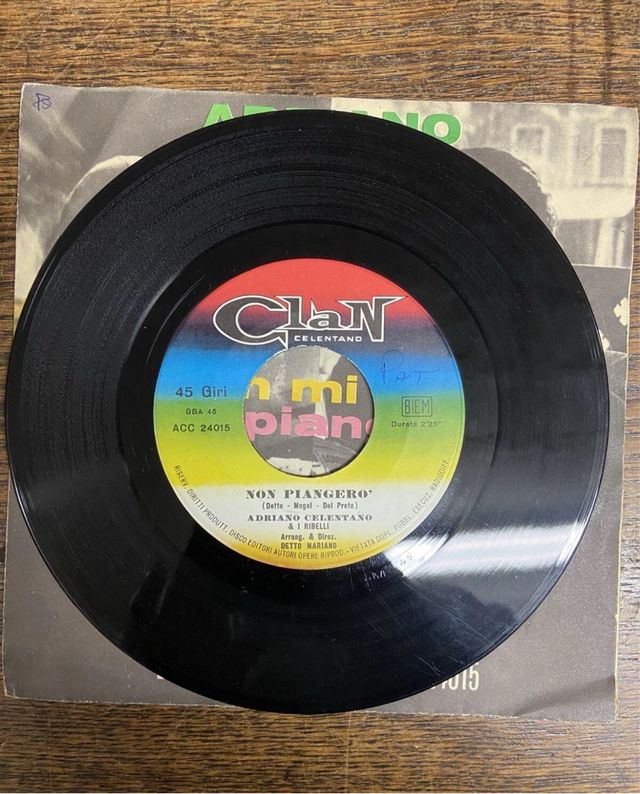 ADRIANO
Clan
CELENTANO
45 Giri
GBA 45
ACC 24015
BIEM
Durata 2'25"
n mi
piang
NON PIANGERO'
(Detto - Mogol - Del Prete)
ADRIANO CELENTANO
& I RIBELLI
Arrang. & Direz.
DETTO MARIANO
RISERV. DIRITTI PRODUTT. DISCO EDITORI AUTORI OPERE RIPROD. - VIETATA DUPL. PUBBL. ESECUZ. RADIODIFF.
24015